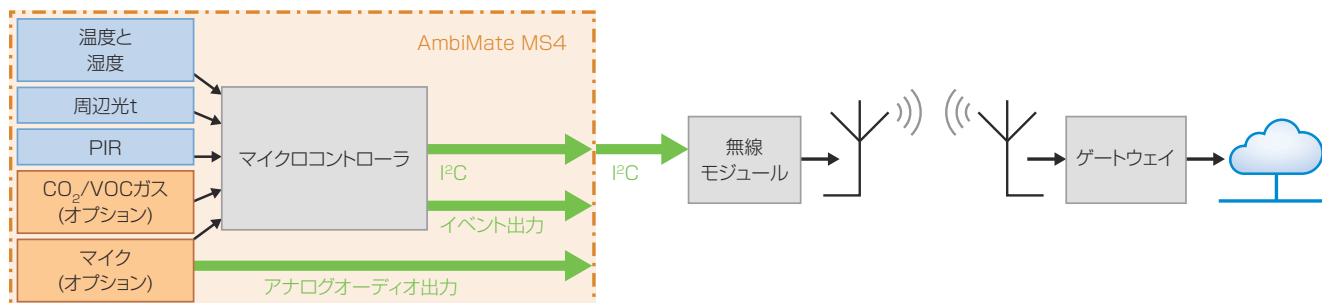 温度と
湿度
周辺光t
PIR
CO₂/VOCガス
(オプション)
マイク
(オプション)
AmbiMate MS4
マイクロコントローラ
I²C
イベント出力
アナログオーディオ出力
I²C
無線
モジュール
ゲートウェイ